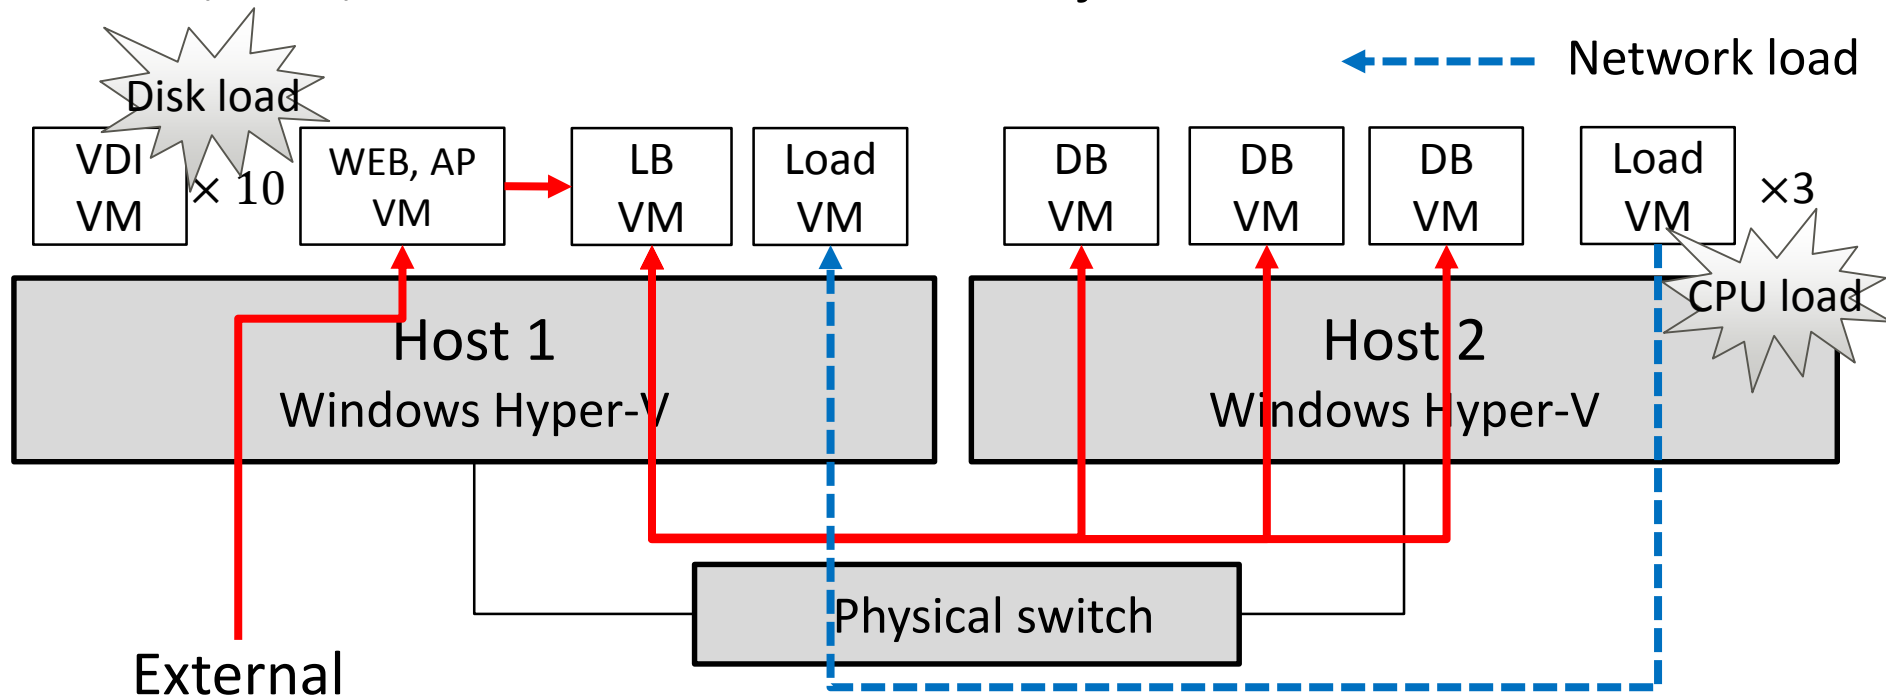 Network load
Disk load
VDI
VM
× 10
WEB, AP
VM
LB
VM
Load
VM
DB
VM
DB
VM
DB
VM
Load
VM
×3
CPU load
Host 1
Windows Hyper-V
Host 2
Windows Hyper-V
Physical switch
External